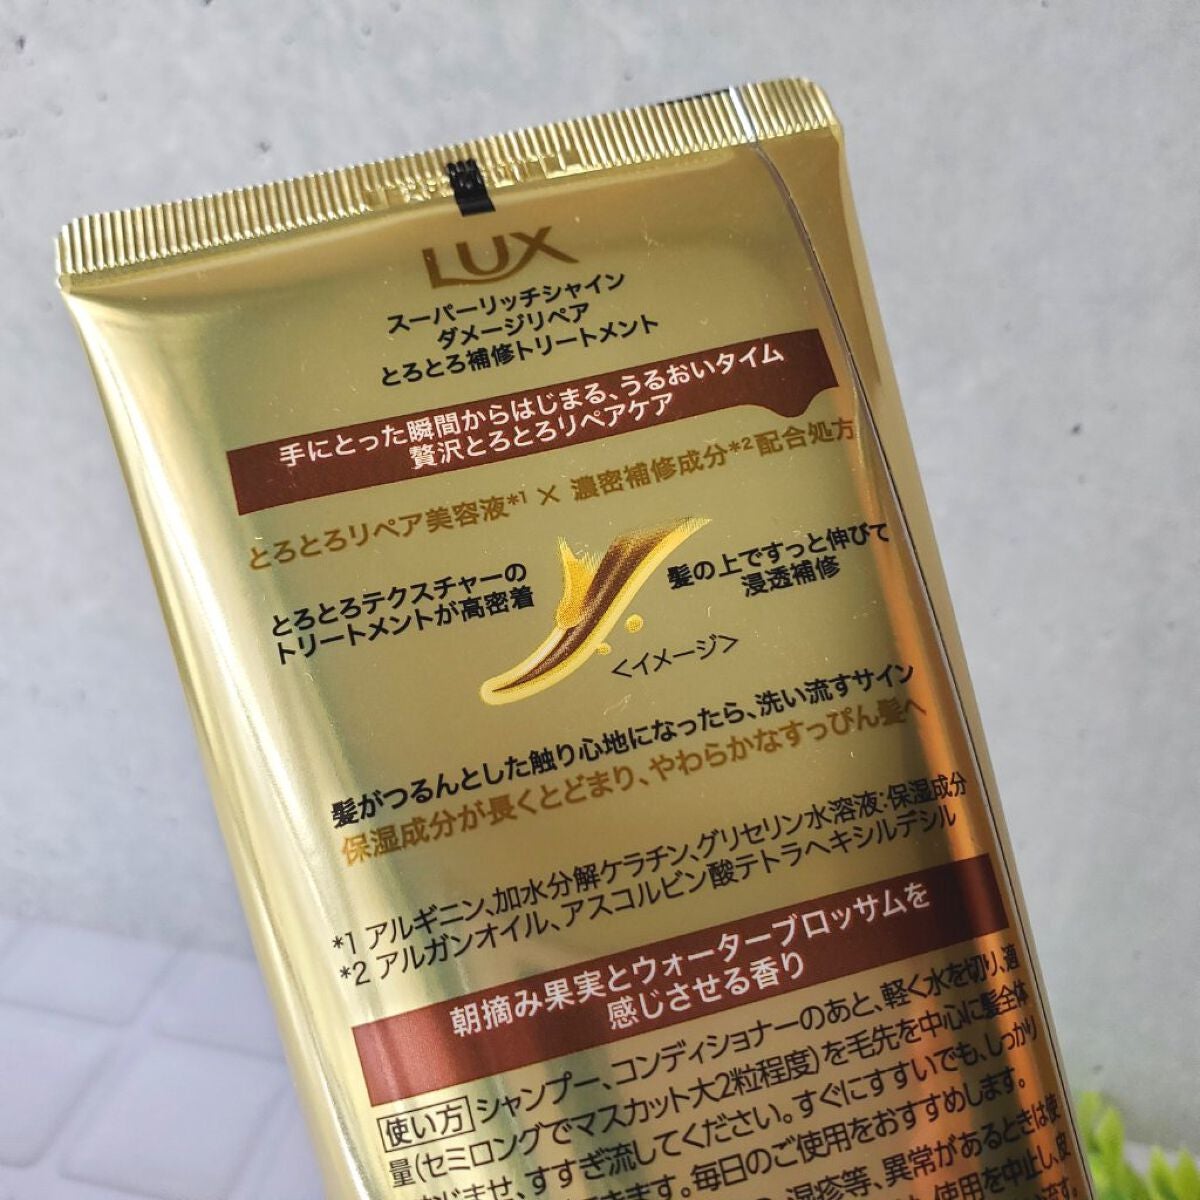 LUX
スーパーリッチシャイン
ダメージリペア
とろとろ補修トリートメント
手にとった瞬間からはじまる、うるおいタイム
贅沢とろとろリペアケア
とろとろリペア美容液*1 × 濃密補修成分*2配合処方
とろとろテクスチャーの
トリートメントが高密着
髪の上ですっと伸びて
浸透補修
<イメージ>
髪がつるんとした触り心地になったら、洗い流すサイン
保湿成分が長くとどまり、やわらかなすっぴん髪へ
*1 アルギニン、加水分解ケラチン、グリセリン水溶液:保湿成分
*2 アルガンオイル、アスコルビン酸テトラヘキシルデシル
朝摘み果実とウォーターブロッサムを
感じさせる香り
使い方 シャンプー、コンディショナーのあと、軽く水を切り、適
量(セミロングでマスカット大2粒程度)を毛先を中心に髪全体
なじませ、すすぎ流してください。すぐにすすいでも、しっかり
きます。毎日のご使用をおすすめします。
湿疹等、異常があるときは使
使用を中止し、皮